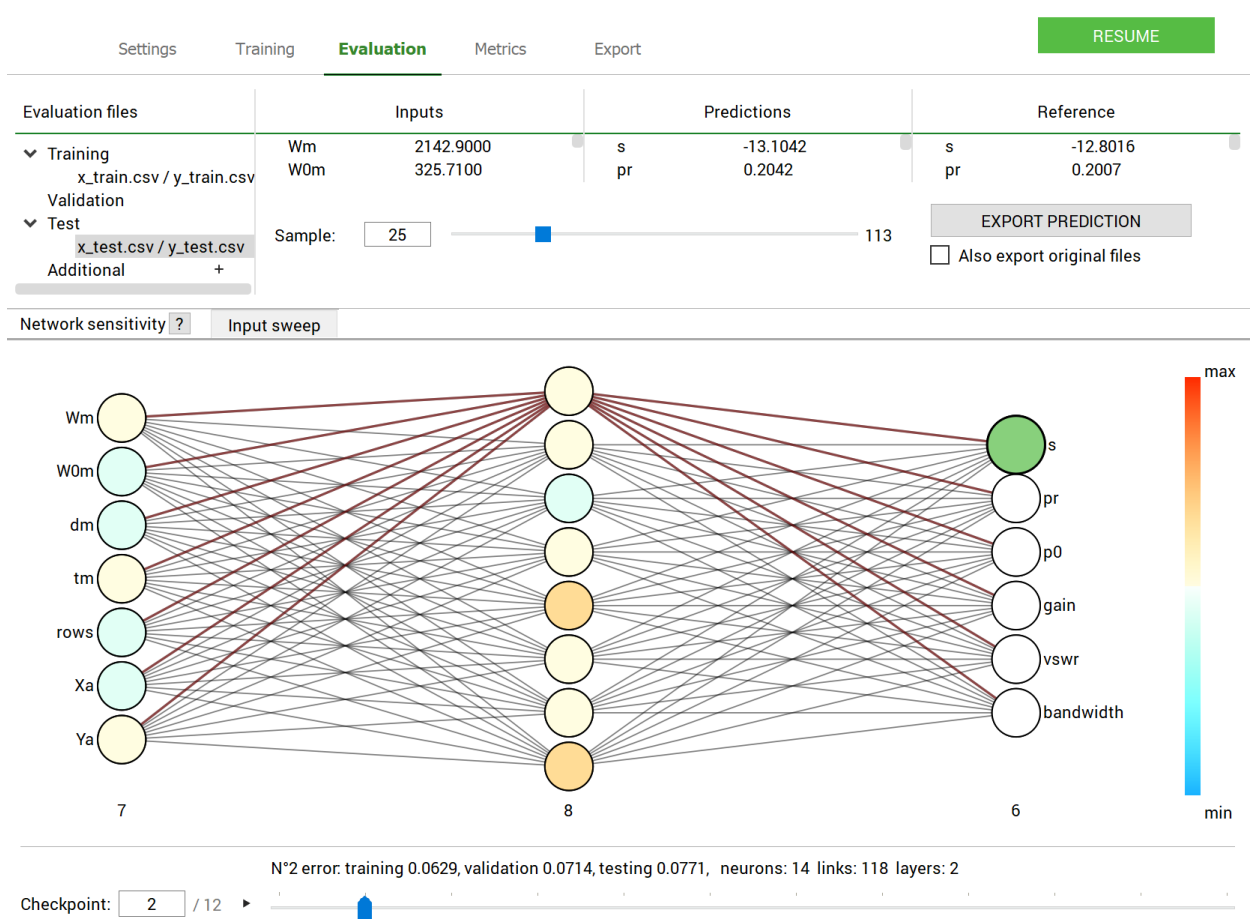 Settings Training Evaluation Metrics Export RESUME
Evaluation files Inputs Predictions Reference
Training
x_train.csv / y_train.csv
Validation
Test
x_test.csv / y_test.csv
Additional +
Wm 2142.9000 s -13.1042 s -12.8016
W0m 325.7100 pr 0.2042 pr 0.2007
Sample: 25 113
EXPORT PREDICTION
Also export original files
Network sensitivity ? Input sweep
Wm
W0m
dm
tm
rows
Xa
Ya
s
pr
p0
gain
vswr
bandwidth
max
min
7 8 6
N°2 error: training 0.0629, validation 0.0714, testing 0.0771, neurons: 14 links: 118 layers: 2
Checkpoint: 2 / 12